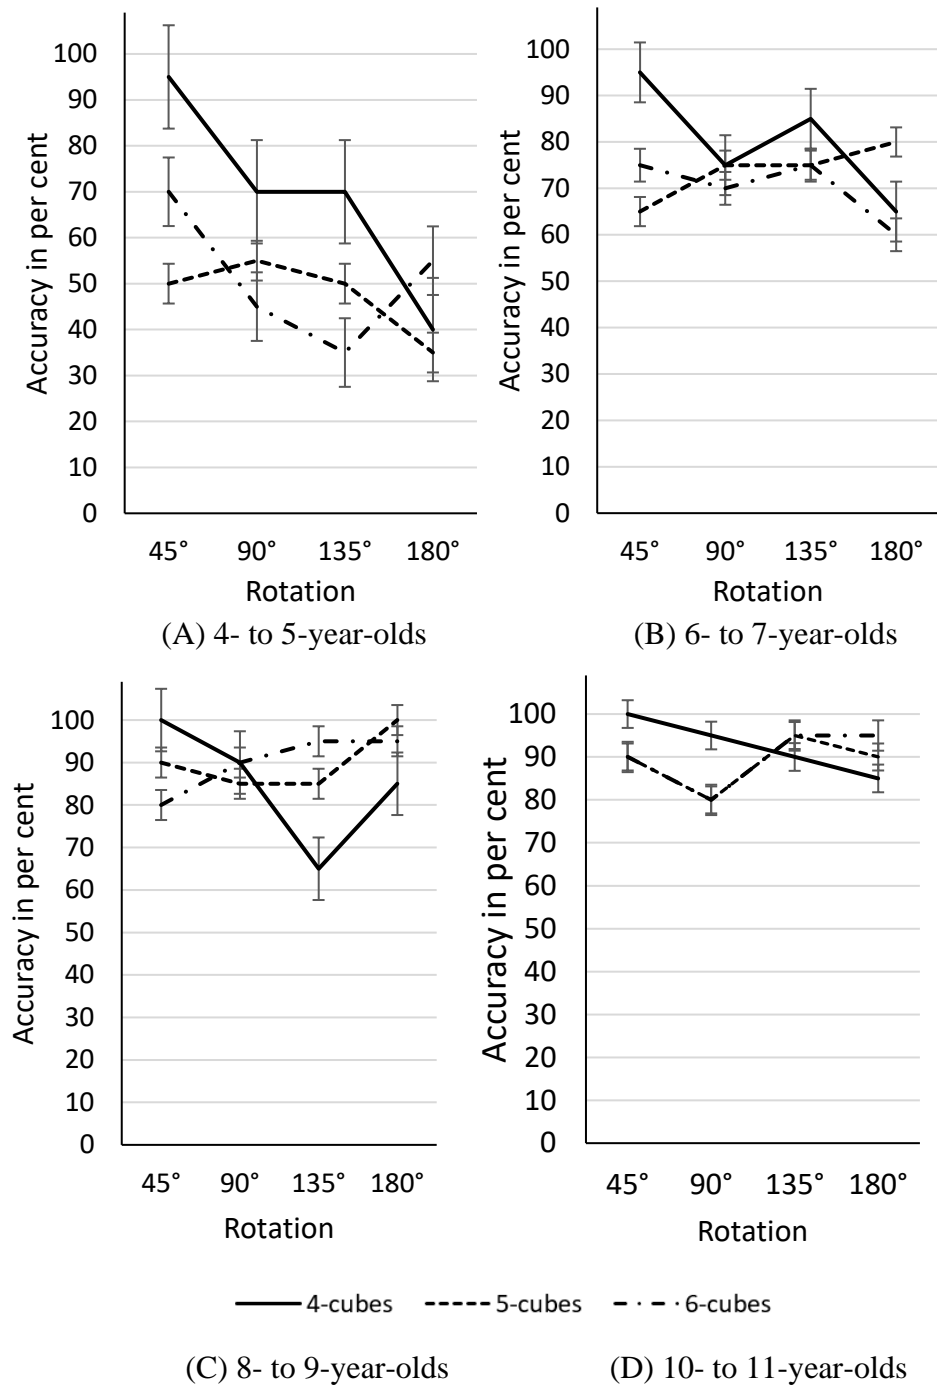 Accuracy in per cent
100
90
80
70
60
50
40
30
20
10
0
45° 90° 135° 180°
Rotation
(A) 4- to 5-year-olds
Accuracy in per cent
100
90
80
70
60
50
40
30
20
10
0
45° 90° 135° 180°
Rotation
(B) 6- to 7-year-olds
Accuracy in per cent
100
90
80
70
60
50
40
30
20
10
0
45° 90° 135° 180°
Rotation
Accuracy in per cent
100
90
80
70
60
50
40
30
20
10
0
45° 90° 135° 180°
Rotation
4-cubes 5-cubes 6-cubes
(C) 8- to 9-year-olds
(D) 10- to 11-year-olds